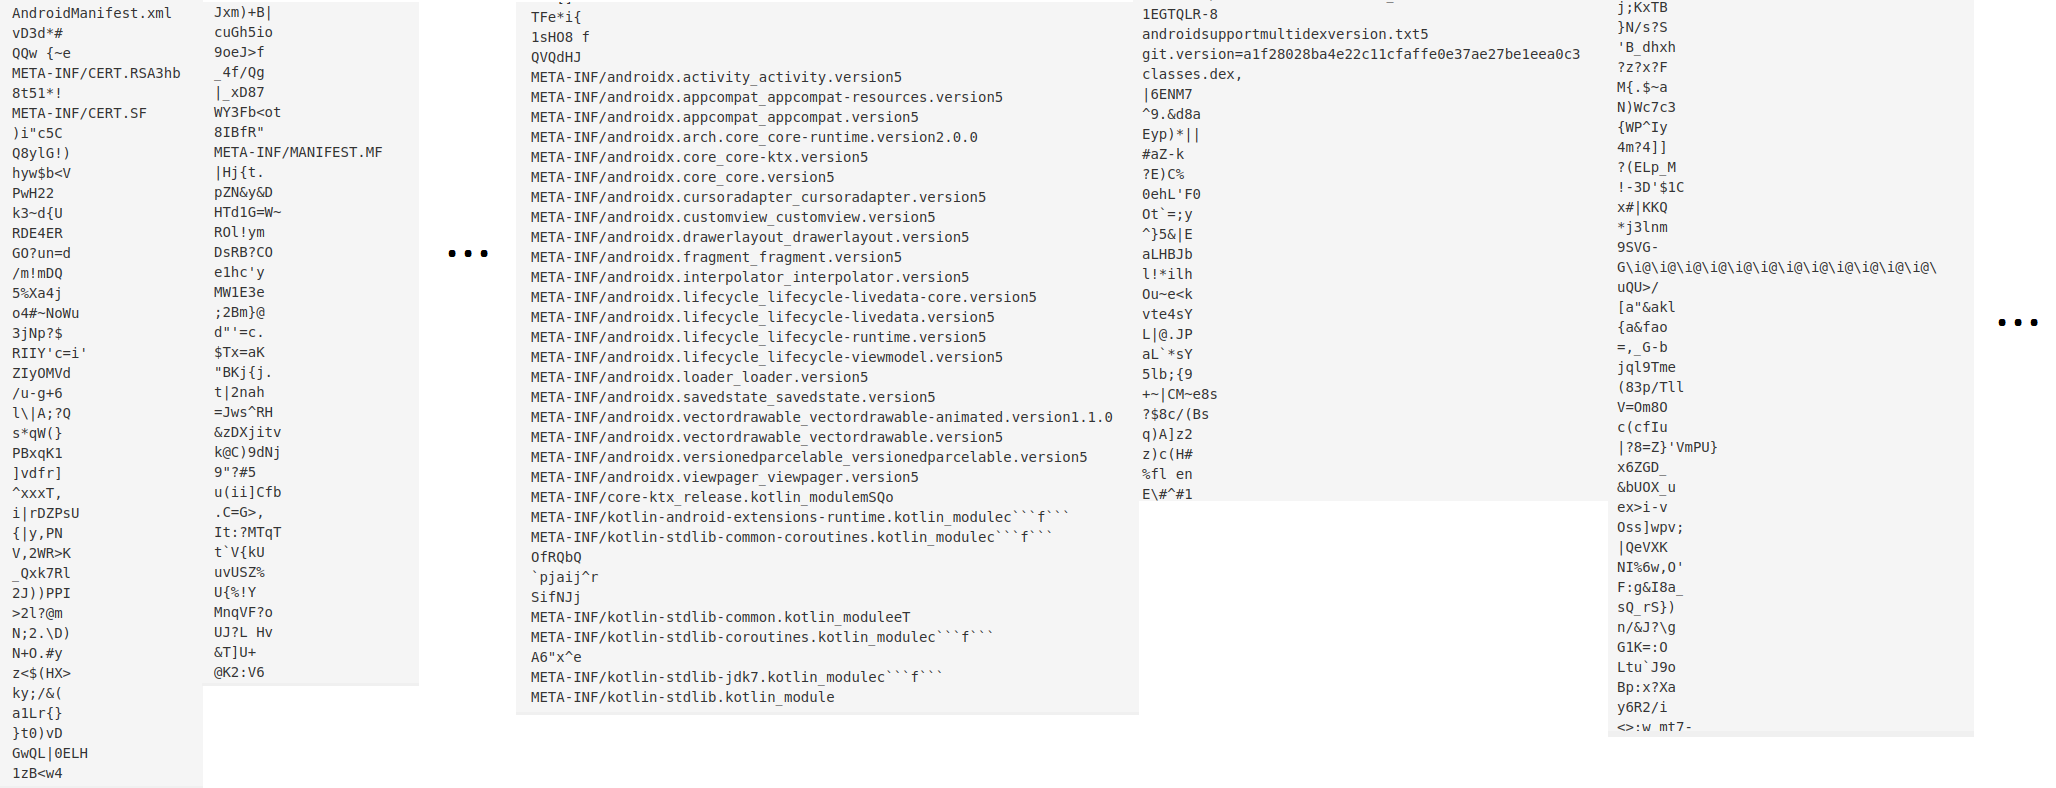 AndroidManifest.xml
vD3d*#
QQw {~e
META-INF/CERT.RSA3hb
8t51*!
META-INF/CERT.SF
)i"c5C
Q8ylG!)
hyw$b<V
PwH22
k3~d{U
RDE4ER
GO?un=d
/m!mDQ
5%Xa4j
o4#~NoWu
3jNp?$
RIIY'c=i'
ZIyOMVd
/u-g+6
l\|A;?Q
s*qW(}
PBxqK1
]vdfr]
^xxxT,
i|rDZPsU
{|y,PN
V,2WR>K
_Qxk7Rl
2J))PPI
>2l?@m
N;2.\D)
N+O.#y
z<$(HX>
ky;/&(
a1Lr{}
}t0)vD
GwQL|0ELH
1zB<w4
Jxm)+B|
cuGh5io
9oeJ>f
_4f/Qg
|_xD87
WY3Fb<ot
8IBfR"
META-INF/MANIFEST.MF
|Hj{t.
pZN&y&D
HTd1G=W~
ROl!ym
DsRB?CO
e1hc'y
MW1E3e
;2Bm}@
d"'=c.
$Tx=aK
"BKj{j.
t|2nah
=Jws^RH
&zDXjitv
k@C)9dNj
9"?#5
u(ii]Cfb
.C=G>,
It:?MTqT
t`V{kU
uvUSZ%
U{%!Y
MnqVF?o
UJ?L Hv
&T]U+
@K2:V6
...
TFe*i{
1sHO8 f
QVQdHJ
META-INF/androidx.activity_activity.version5
META-INF/androidx.appcompat_appcompat-resources.version5
META-INF/androidx.appcompat_appcompat.version5
META-INF/androidx.arch.core_core-runtime.version2.0.0
META-INF/androidx.core_core-ktx.version5
META-INF/androidx.core_core.version5
META-INF/androidx.cursoradapter_cursoradapter.version5
META-INF/androidx.customview_customview.version5
META-INF/androidx.drawerlayout_drawerlayout.version5
META-INF/androidx.fragment_fragment.version5
META-INF/androidx.interpolator_interpolator.version5
META-INF/androidx.lifecycle_lifecycle-livedata-core.version5
META-INF/androidx.lifecycle_lifecycle-livedata.version5
META-INF/androidx.lifecycle_lifecycle-runtime.version5
META-INF/androidx.lifecycle_lifecycle-viewmodel.version5
META-INF/androidx.loader_loader.version5
META-INF/androidx.savedstate_savedstate.version5
META-INF/androidx.vectordrawable_vectordrawable-animated.version1.1.0
META-INF/androidx.vectordrawable_vectordrawable.version5
META-INF/androidx.versionedparcelable_versionedparcelable.version5
META-INF/androidx.viewpager_viewpager.version5
META-INF/core-ktx_release.kotlin_modulemSQo
META-INF/kotlin-android-extensions-runtime.kotlin_modulec```f```
META-INF/kotlin-stdlib-common-coroutines.kotlin_modulec```f```
OfRQbQ
`pjaij^r
SifNJj
META-INF/kotlin-stdlib-common.kotlin_moduleeT
META-INF/kotlin-stdlib-coroutines.kotlin_modulec```f```
A6"x^e
META-INF/kotlin-stdlib-jdk7.kotlin_modulec```f```
META-INF/kotlin-stdlib.kotlin_module
1EGTQLR-8
androidsupportmultidexversion.txt5
git.version=a1f28028ba4e22c11cfaffe0e37ae27be1eea0c3
classes.dex,
|6ENM7
^9.&d8a
Eyp)*||
#aZ-k
?E)C%
0ehL'F0
Ot`=;y
^}5&|E
aLHBJb
l!*ilh
Ou~e<k
vte4sY
L|@.JP
aL`*sY
5lb;{9
+~|CM~e8s
?$8c/(Bs
q)A]z2
z)c(H#
%fl en
E\#^#1
j;KxTB
}N/s?S
'B_dhxh
?z?x?F
M{.$~a
N)Wc7c3
{WP^Iy
4m?4]]
?(ELp_M
!-3D'$1C
x#|KKQ
*j3lnm
9SVG-
G\i@\i@\i@\i@\i@\i@\i@\i@\i@\i@\i@\i@\
uQU>/
[a"&akl
{a&fao
=,_G-b
jql9Tme
(83p/Tll
V=Om8O
c(cfIu
|?8=Z}'VmPU}
x6ZGD_
&bUOX_u
ex>i-v
Oss]wpv;
|QeVXK
NI%6w,O'
F:g&I8a_
sQ_rS})
n/&J?\g
G1K=:O
Ltu`J9o
Bp:x?Xa
y6R2/i
<>:w mt7-
...